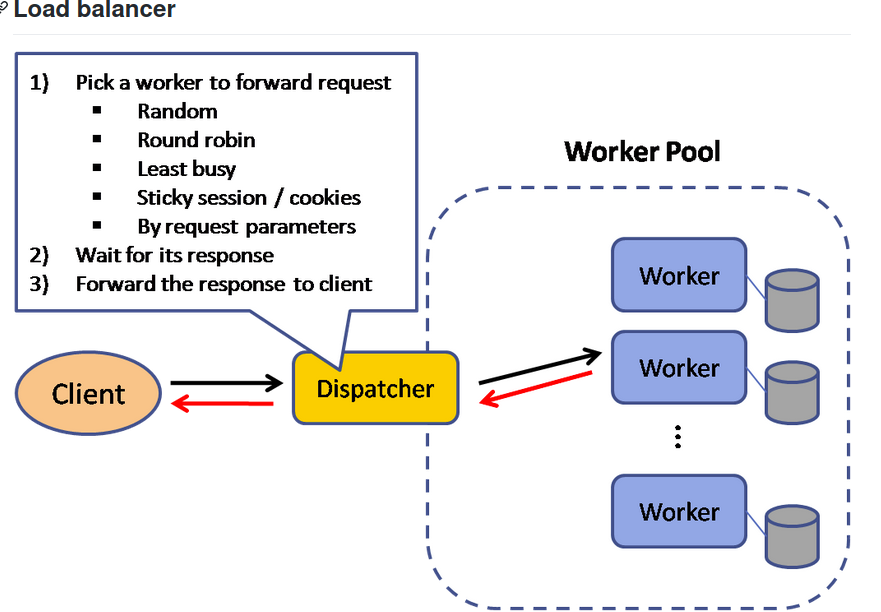 Load balancer
1) Pick a worker to forward request
▪ Random
▪ Round robin
▪ Least busy
▪ Sticky session / cookies
▪ By request parameters
2) Wait for its response
3) Forward the response to client
Worker Pool
Worker
Worker
Client
Dispatcher
Worker